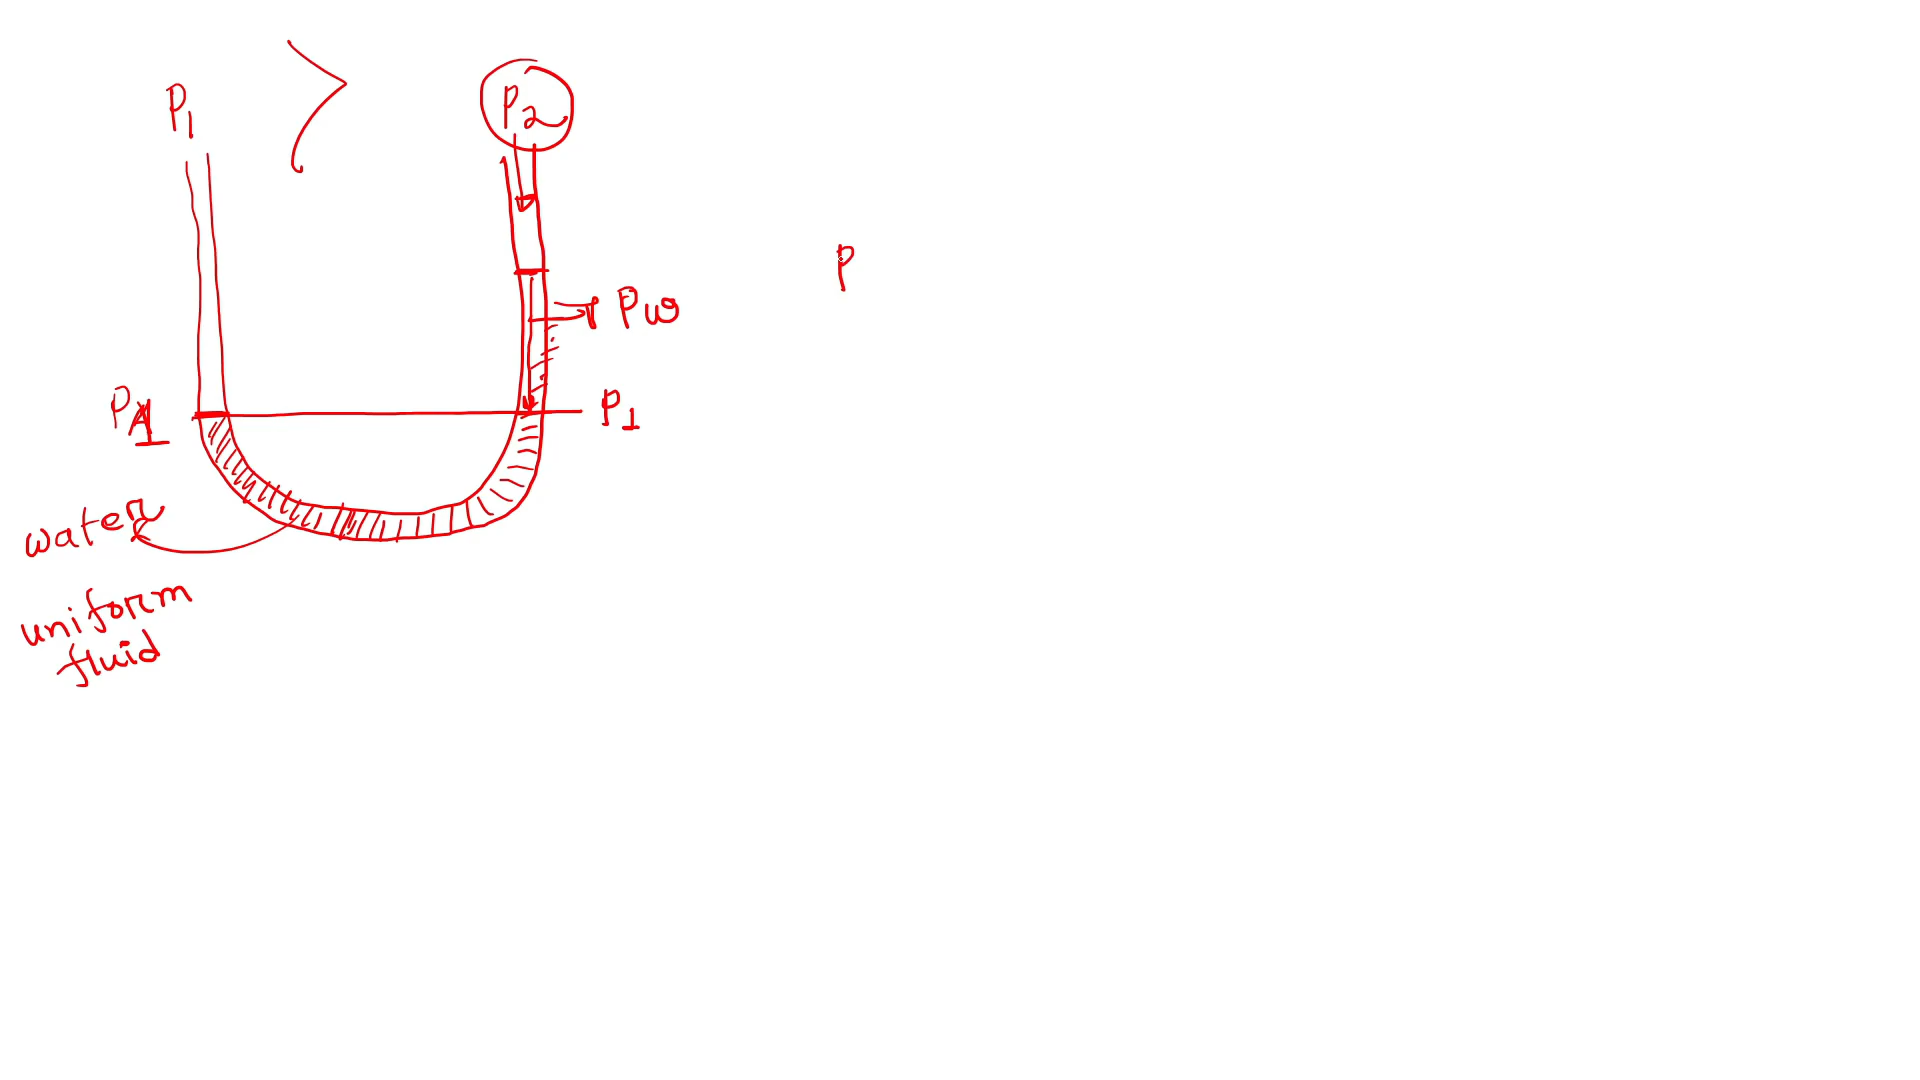 P1 > P2
P
Pw
P1
P1
water
uniform
fluid